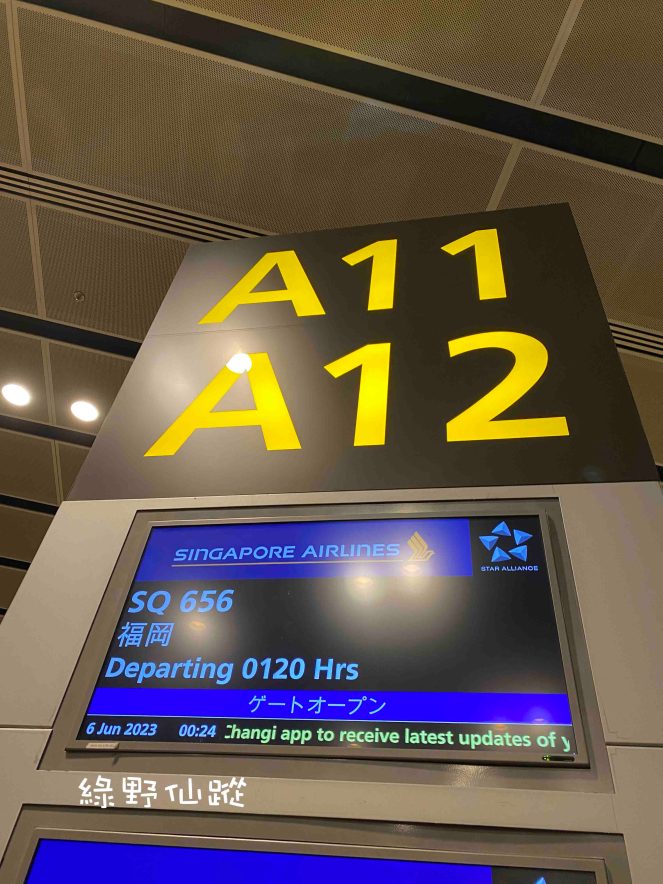 A11
A12
SINGAPORE AIRLINES
STAR ALLIANCE
SQ 656
福岡
Departing 0120 Hrs
ゲートオープン
6 Jun 2023 00:24 Changi app to receive latest updates of y
綠野仙蹤